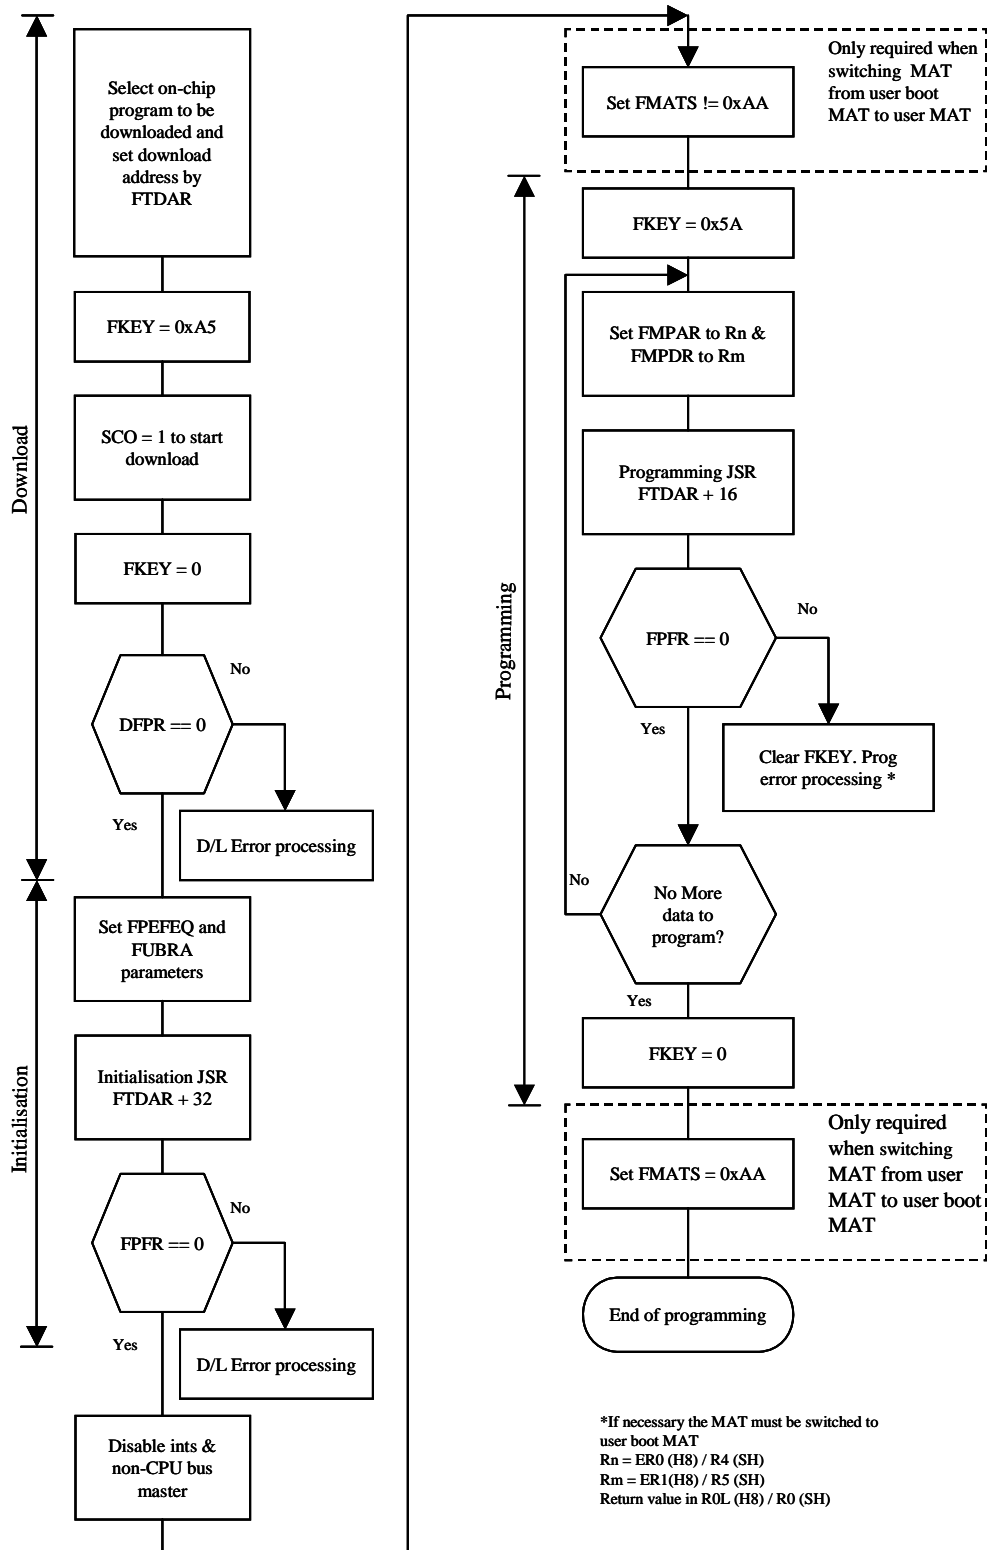 Download
Select on-chip
program to be
downloaded and
set download
address by
FTDAR
FKEY = 0xA5
SCO = 1 to start
download
FKEY = 0
DFPR == 0
No
Yes
D/L Error processing
Initialisation
Set FPEFEQ and
FUBRA
parameters
Initialisation JSR
FTDAR + 32
FPFR == 0
No
Yes
D/L Error processing
Disable ints &
non-CPU bus
master
Set FMATS != 0xAA
Only required when
switching MAT
from user boot
MAT to user MAT
Programming
FKEY = 0x5A
Set FMPAR to Rn &
FMPDR to Rm
Programming JSR
FTDAR + 16
FPFR == 0
No
Yes
Clear FKEY. Prog
error processing *
No More
data to
program?
No
Yes
FKEY = 0
Set FMATS = 0xAA
Only required
when switching
MAT from user
MAT to user boot
MAT
End of programming
*If necessary the MAT must be switched to
user boot MAT
Rn = ER0 (H8) / R4 (SH)
Rm = ER1(H8) / R5 (SH)
Return value in R0L (H8) / R0 (SH)